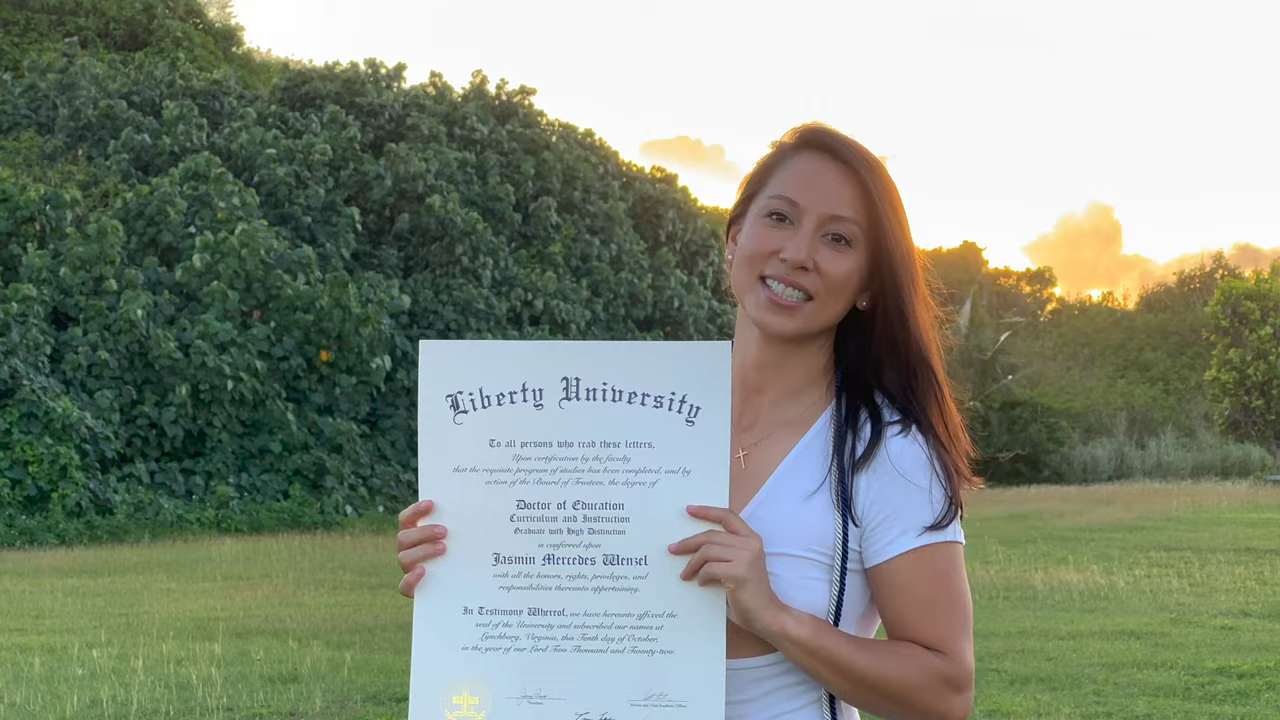 Liberty University
To all persons who read these letters,
Upon certification by the faculty
that the requisite program of studies has been completed, and by
action of the Board of Trustees, the degree of
Doctor of Education
Curriculum and Instruction
Graduate with High Distinction
is conferred upon
Jasmin Mercedes Wenzel
with all the honors, rights, privileges, and
responsibilities thereunto appertaining.
In Testimony Whereof, we have hereunto affixed the
seal of the University and subscribed our names at
Lynchburg, Virginia, this Tenth day of October,
in the year of our Lord Two Thousand and Twenty-two.
President